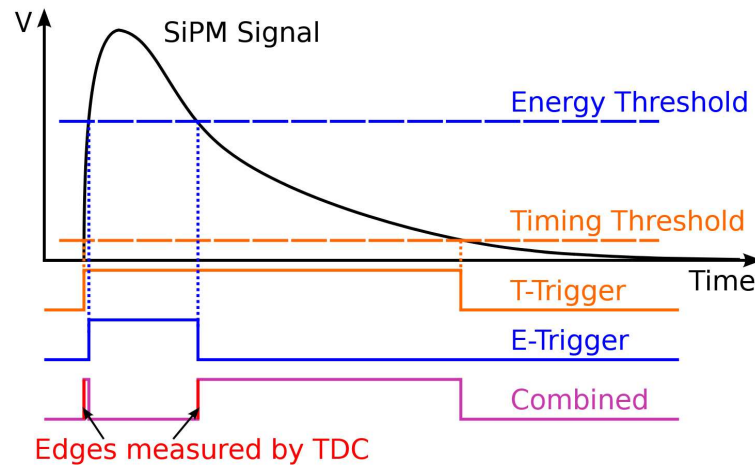 V
SiPM Signal
Energy Threshold
Timing Threshold
Time
T-Trigger
E-Trigger
Combined
Edges measured by TDC